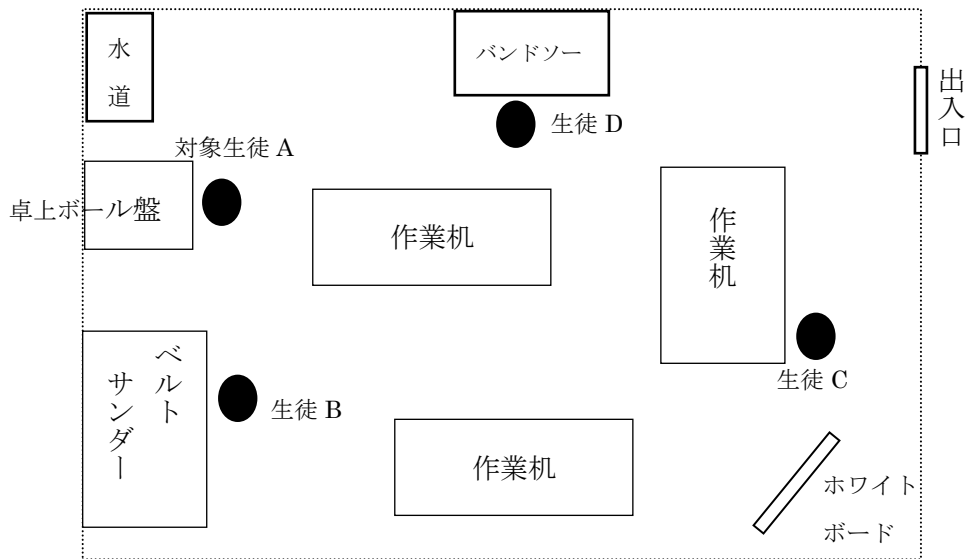 水道
バンドソー
出入口
生徒 D
対象生徒 A
卓上ボール盤
作業机
作業机
ベルト
サンダー
生徒 B
生徒 C
作業机
ホワイト
ボード